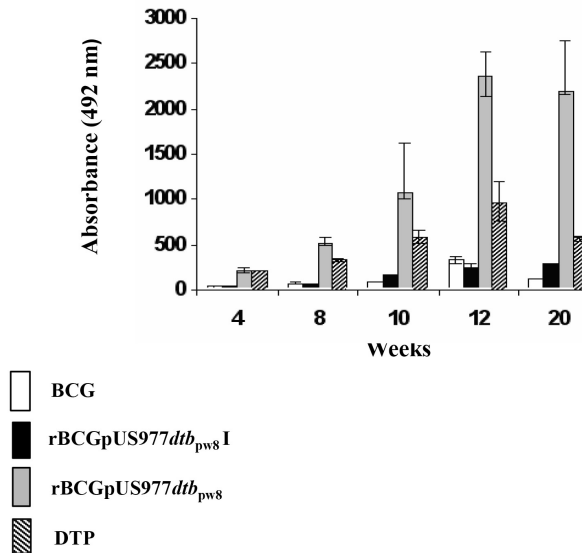 Absorbance (492 nm)
3000
2500
2000
1500
1000
500
0
4 8 10 12 20
Weeks
BCG
rBCGpUS977dtbpw8 I
rBCGpUS977dtbpw8
DTP